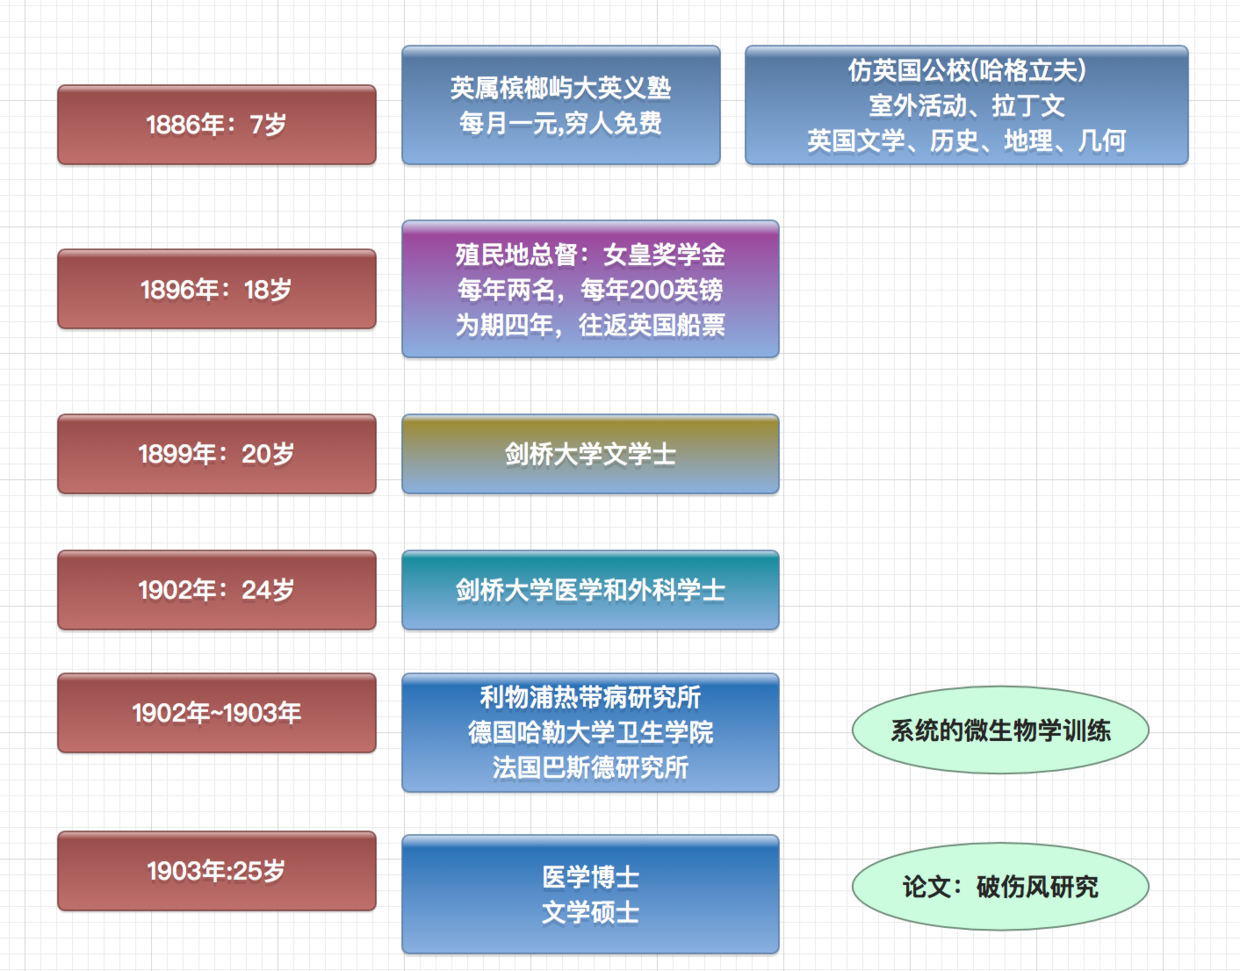 1886年：7岁
英属槟榔屿大英义塾
每月一元,穷人免费
仿英国公校(哈格立夫)
室外活动、拉丁文
英国文学、历史、地理、几何
1896年：18岁
殖民地总督：女皇奖学金
每年两名，每年200英镑
为期四年，往返英国船票
1899年：20岁
剑桥大学文学士
1902年：24岁
剑桥大学医学和外科学士
1902年~1903年
利物浦热带病研究所
德国哈勒大学卫生学院
法国巴斯德研究所
系统的微生物学训练
1903年:25岁
医学博士
文学硕士
论文：破伤风研究